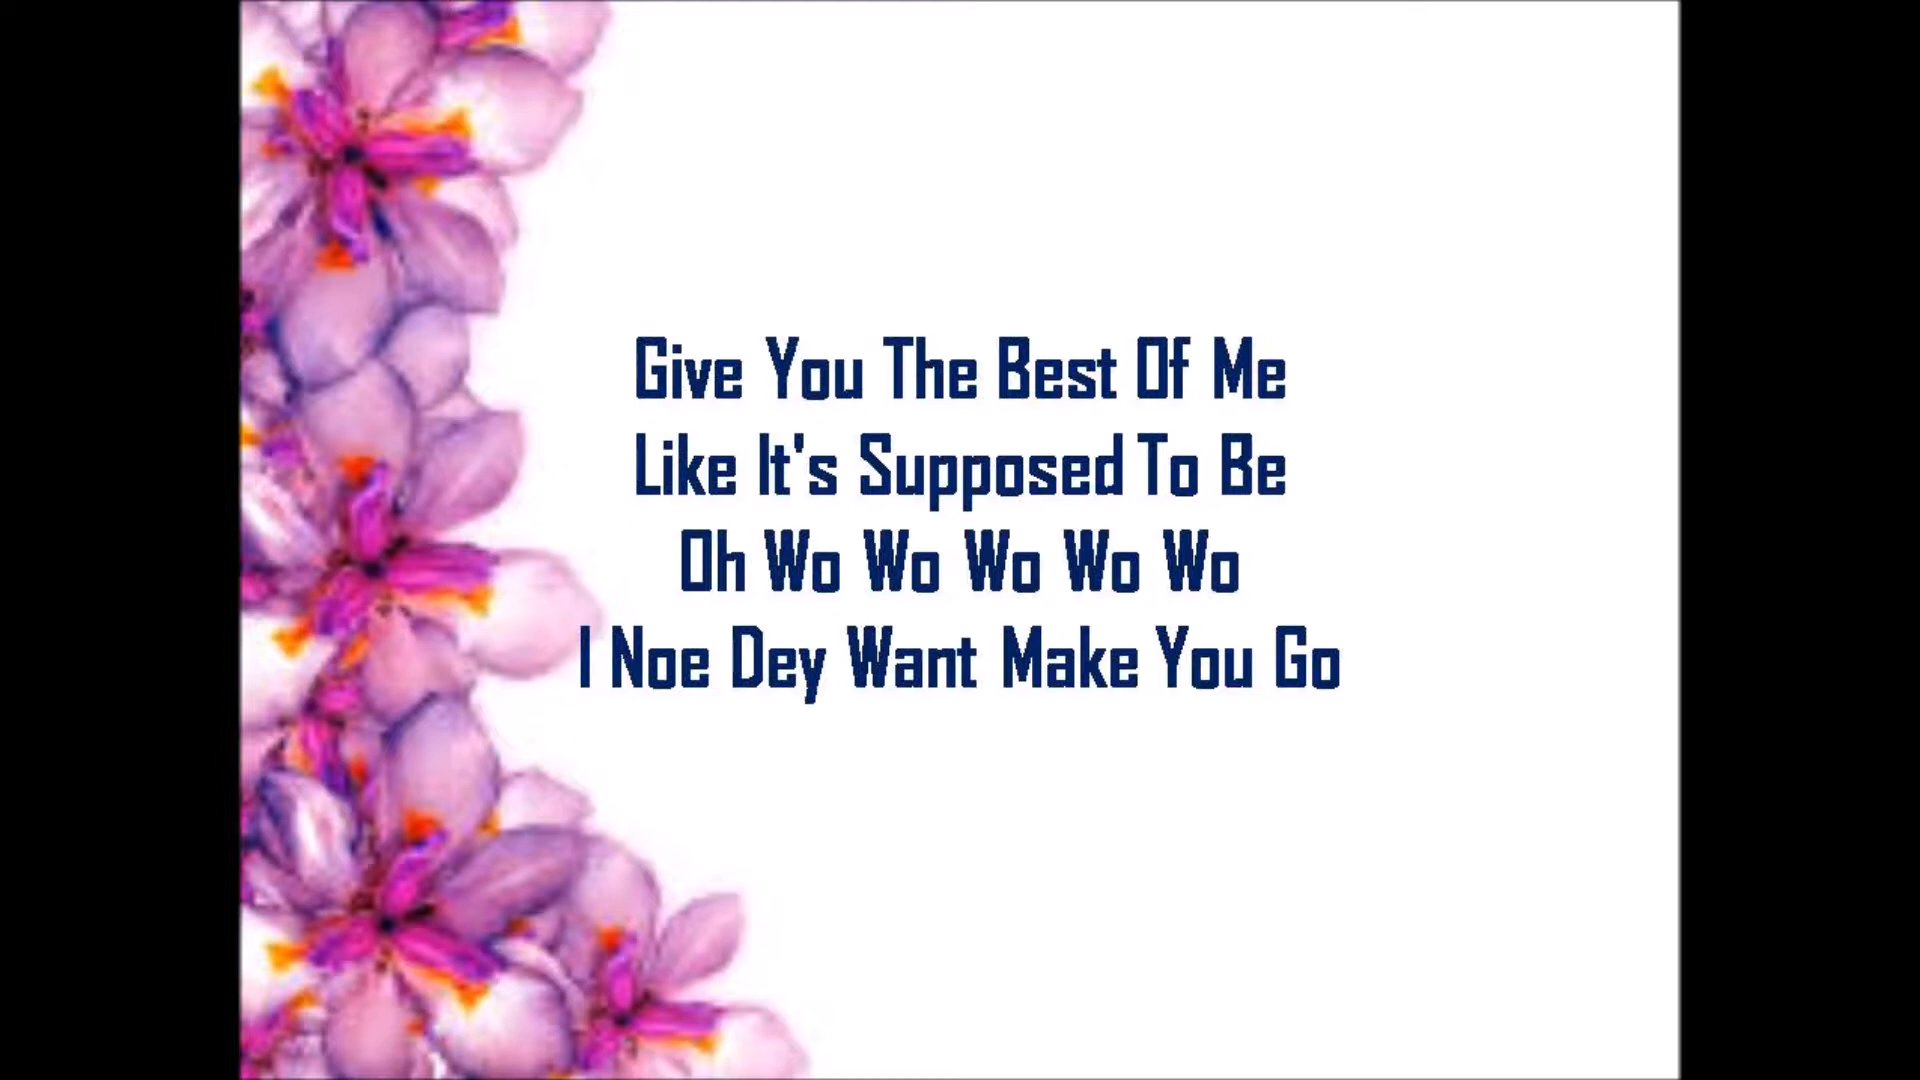 Give You The Best Of Me
Like It's Supposed To Be
Oh Wo Wo Wo Wo Wo
I Noe Dey Want Make You Go